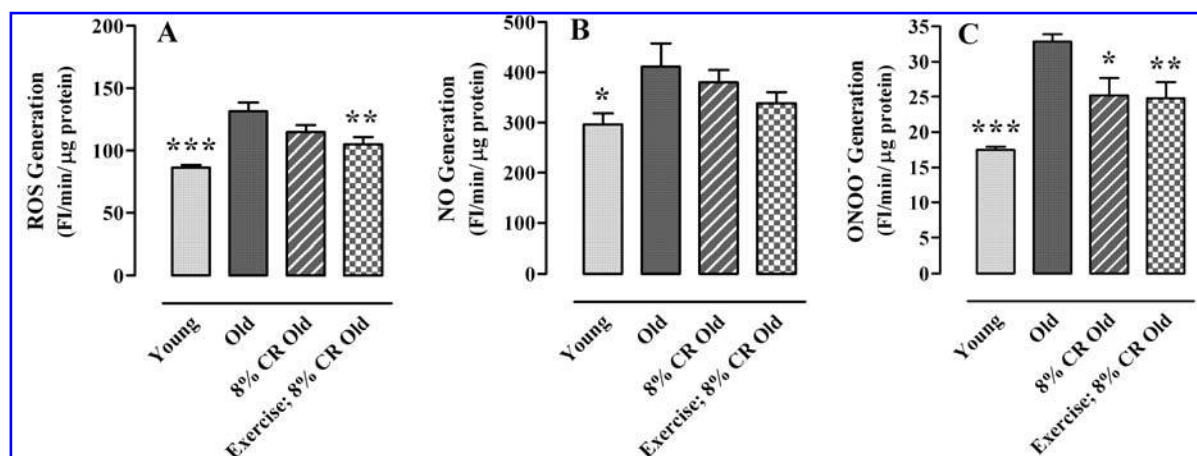 A
ROS Generation
(FI/min/ μg protein)
200
150
100
50
0
***
**
Young
Old
8% CR Old
Exercise; 8% CR Old
B
NO Generation
(FI/min/ μg protein)
500
400
300
200
100
0
*
Young
Old
8% CR Old
Exercise; 8% CR Old
C
ONOO⁻ Generation
(FI/min/ μg protein)
35
30
25
20
15
10
5
0
***
*
**
Young
Old
8% CR Old
Exercise; 8% CR Old